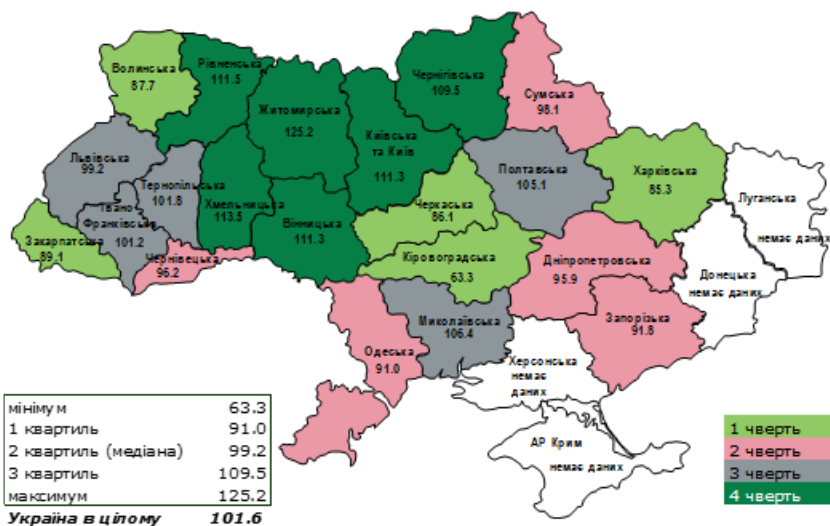 Волинська
87.7
Рівненська
111.5
Житомирська
125.2
Київська
та Київ
111.3
Чернігівська
109.5
Сумська
98.1
Львівська
99.2
Тернопільська
101.8
Хмельницька
113.5
Вінницька
111.3
Івано
Франківська
101.2
Закарпатська
89.1
Чернівецька
96.2
Черкаська
86.1
Полтавська
105.1
Харківська
85.3
Луганська
немає даних
Кіровоградська
63.3
Дніпропетровська
95.9
Донецька
немає даних
Одеська
91.0
Миколаївська
106.4
Запорізька
91.8
Херсонська
немає
даних
АР Крим
немає даних
мінімум 63.3
1 квартиль 91.0
2 квартиль (медіана) 99.2
3 квартиль 109.5
максимум 125.2
Україна в цілому 101.6
1 чверть
2 чверть
3 чверть
4 чверть